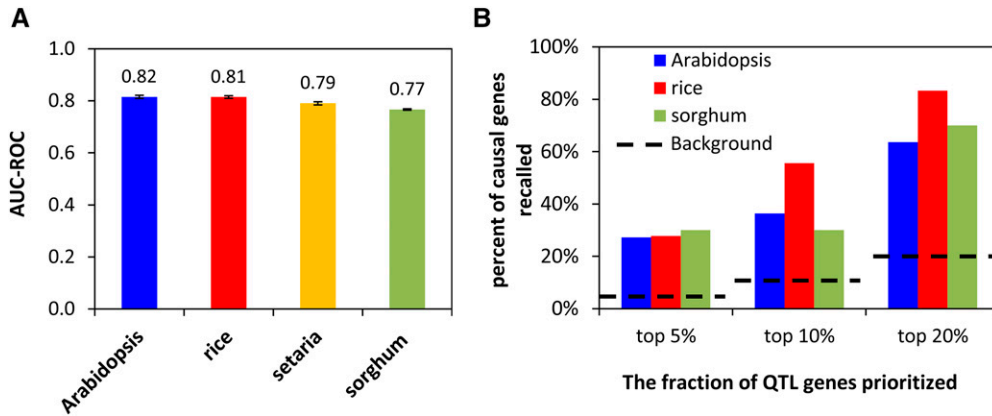 A
AUC-ROC
1.0
0.8
0.6
0.4
0.2
0.0
0.82
0.81
0.79
0.77
Arabidopsis
rice
setaria
sorghum
B
percent of causal genes
recalled
100%
80%
60%
40%
20%
0%
Arabidopsis
rice
sorghum
Background
top 5%
top 10%
top 20%
The fraction of QTL genes prioritized